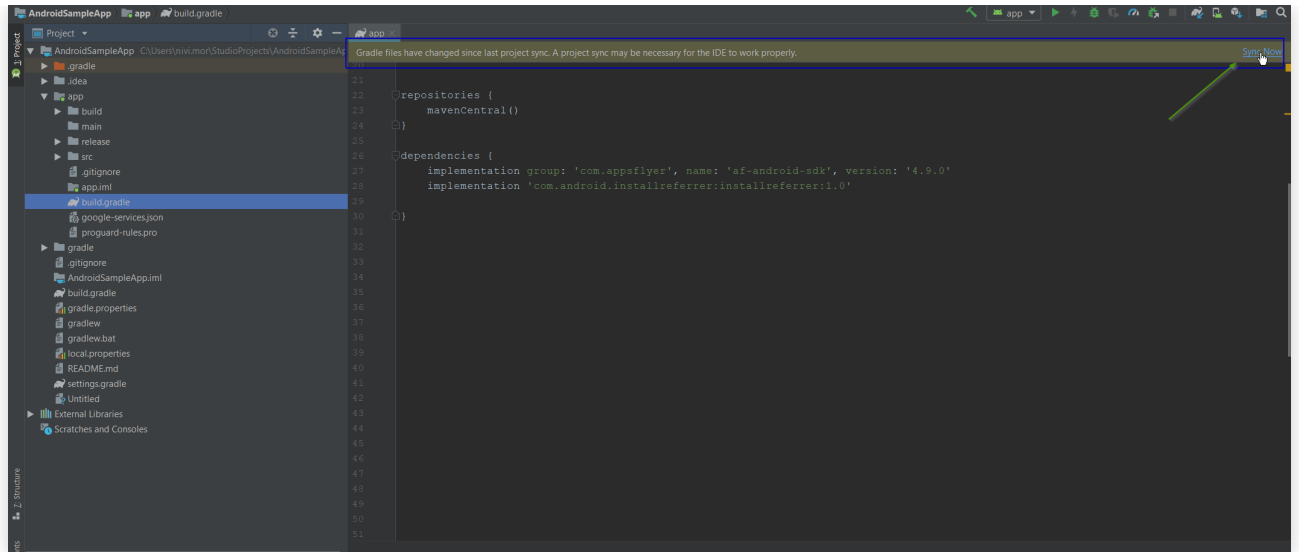 AndroidSampleApp app build.gradle
app
1: Project
Project
app
AndroidSampleApp C:\Users\nivi.mor\StudioProjects\AndroidSampleAp
Gradle files have changed since last project sync. A project sync may be necessary for the IDE to work properly. Sync Now
.gradle
20
.idea
21
app
22 repositories {
build
23 mavenCentral()
main
24 }
release
25
src
26 dependencies {
.gitignore
27 implementation group: 'com.appsflyer', name: 'af-android-sdk', version: '4.9.0'
app.iml
28 implementation 'com.android.installreferrer:installreferrer:1.0'
build.gradle
29
google-services.json
30 }
proguard-rules.pro
31
gradle
32
.gitignore
33
AndroidSampleApp.iml
34
build.gradle
35
gradle.properties
36
gradlew
37
gradlew.bat
38
local.properties
39
README.md
40
settings.gradle
41
Untitled
42
External Libraries
43
Scratches and Consoles
44
45
46
47
48
49
50
51
Z: Structure